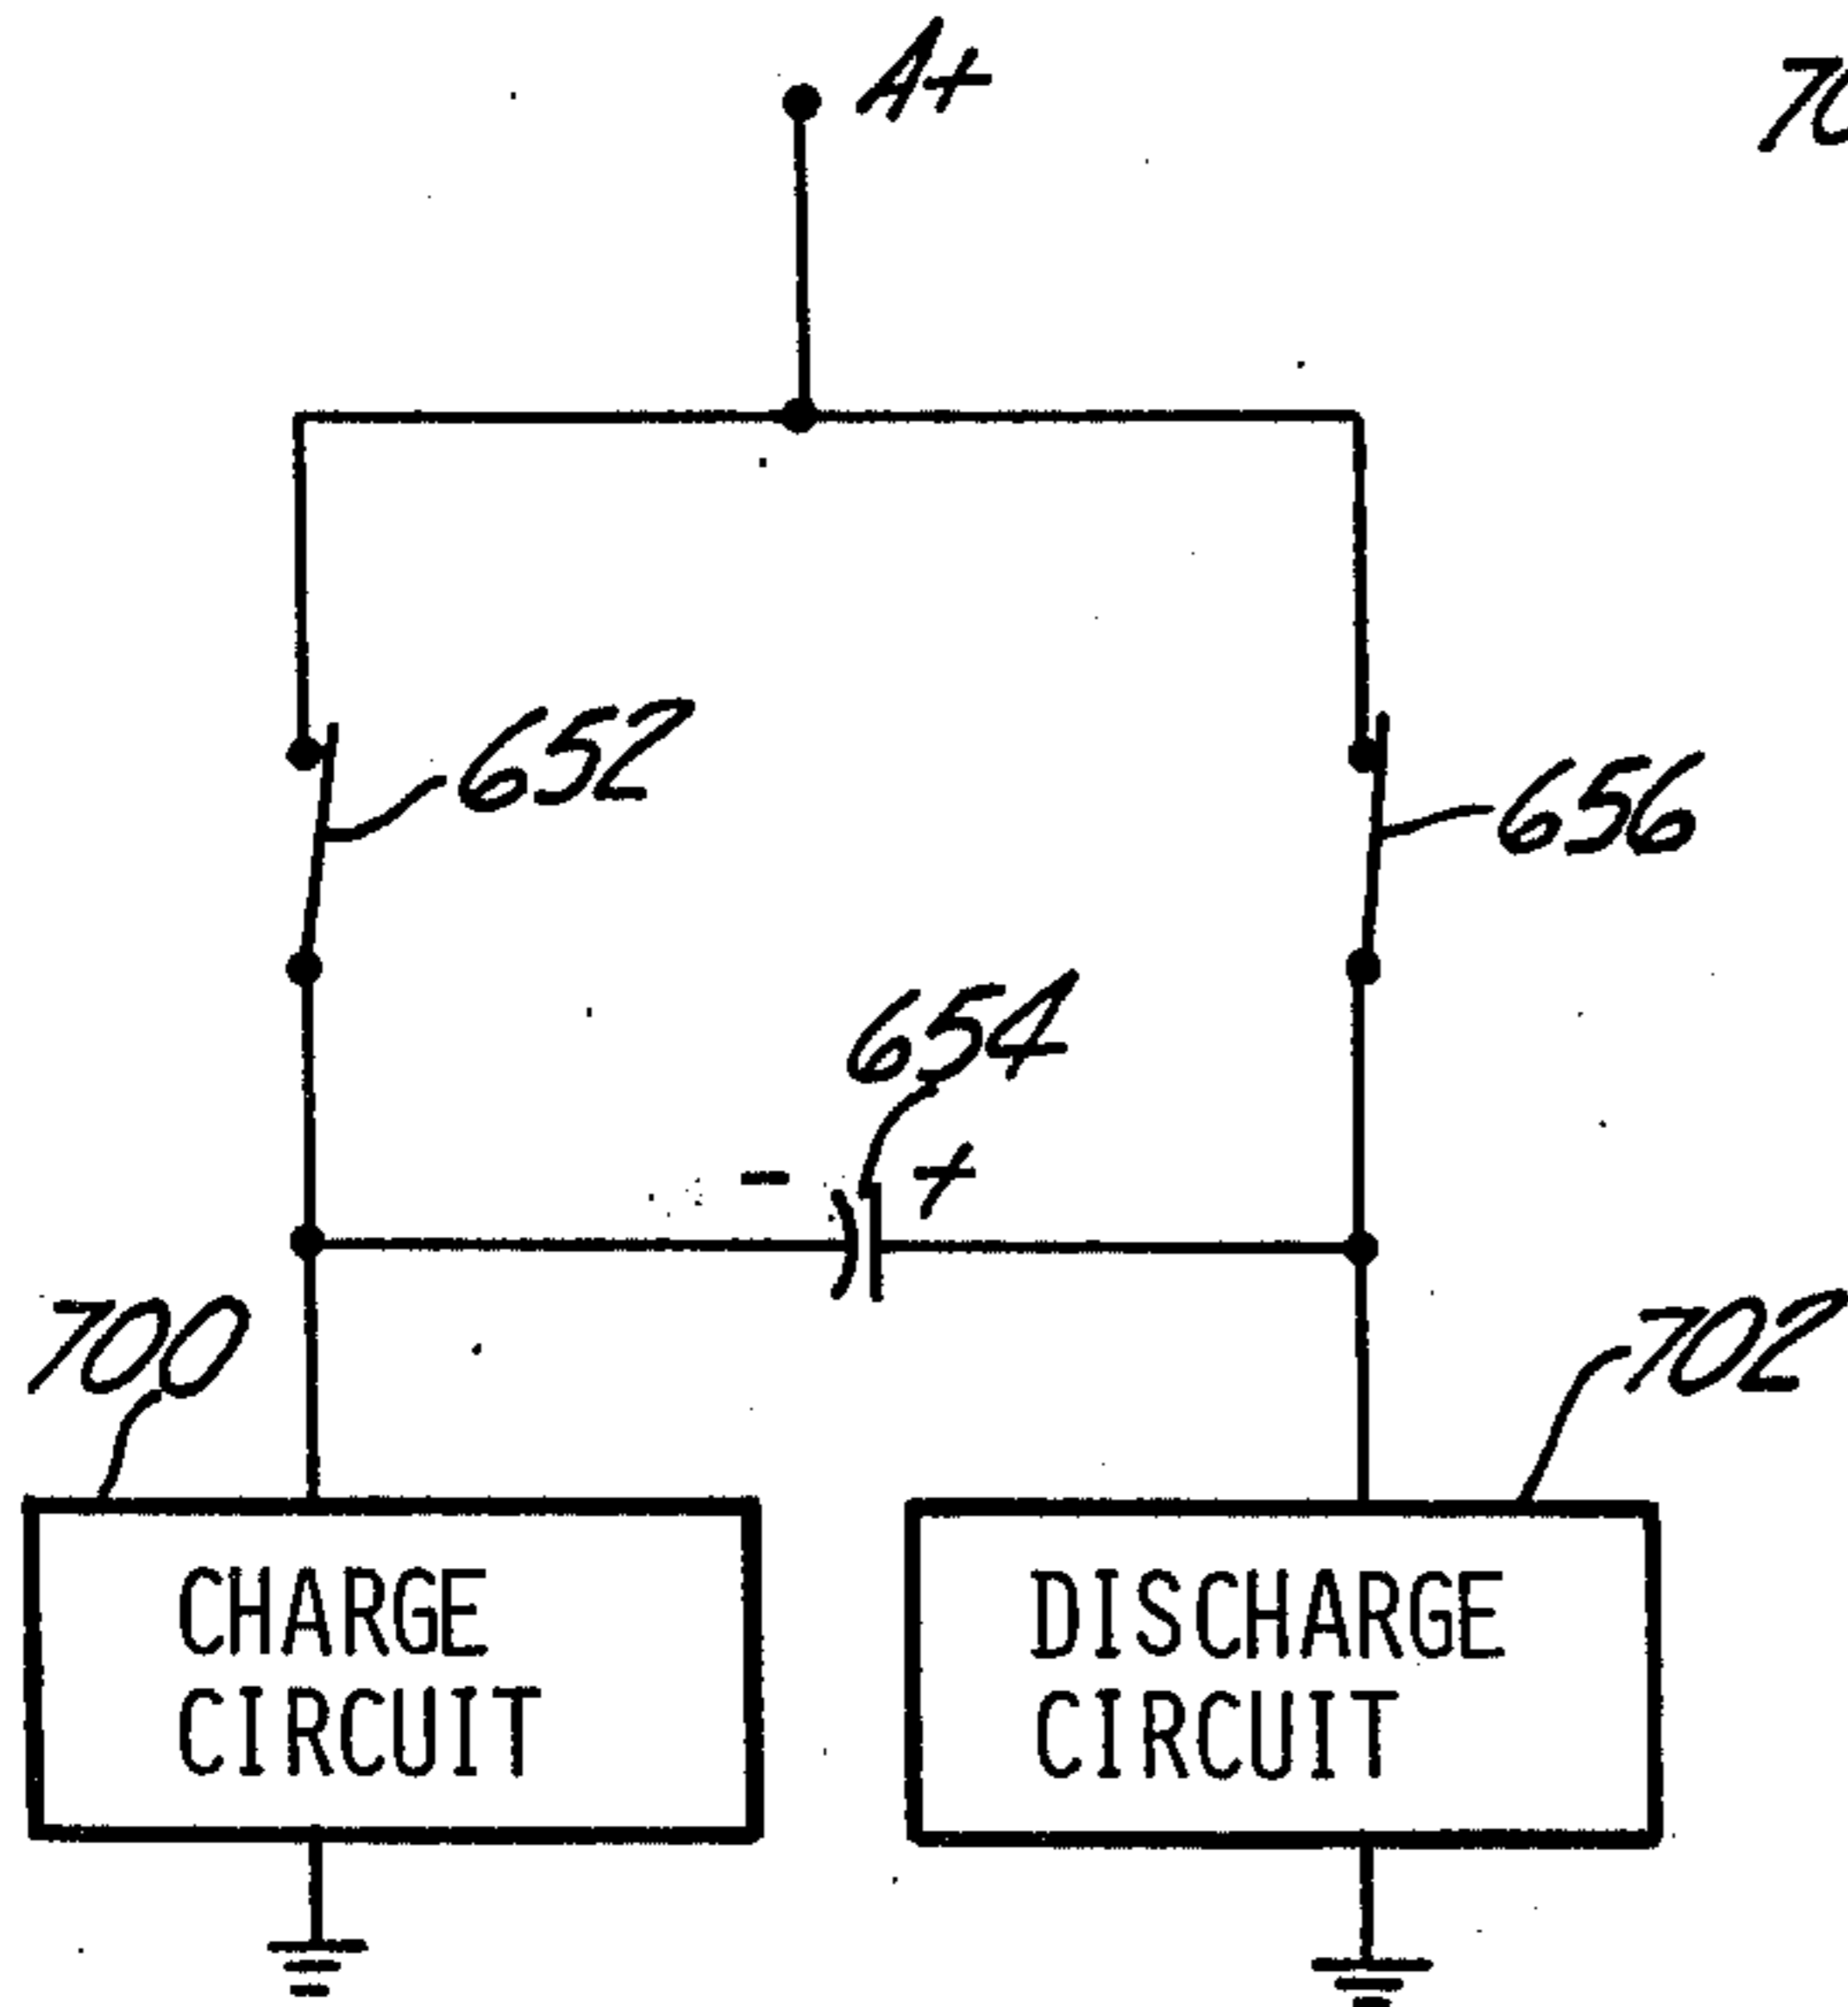 A+
652
656
654
- +
700
702
CHARGE
CIRCUIT
DISCHARGE
CIRCUIT